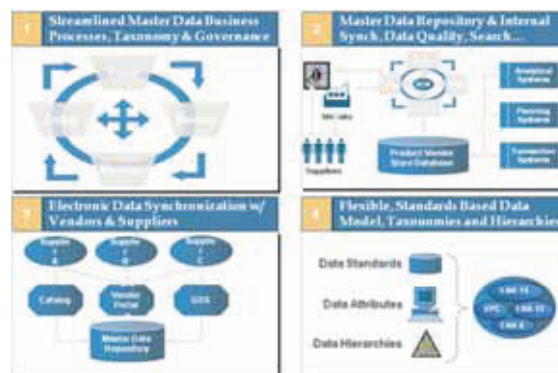 1
Streamlined Master Data Business
Processes, Taxonomy & Governance
2
Master Data Repository & Internal
Synch, Data Quality, Search...
Analytical
Systems
Planning
Systems
Transaction
Systems
Suppliers
Product Vendor
Store Database
3
Electronic Data Synchronization w/
Vendors & Suppliers
Supplie
r A
Supplie
r B
Supplie
r C
Catalog
Vendor
Portal
GDS
Master Data
Repository
4
Flexible, Standards Based Data
Model, Taxonomies and Hierarchies
Data Standards
Data Attributes
Data Hierarchies
UPC